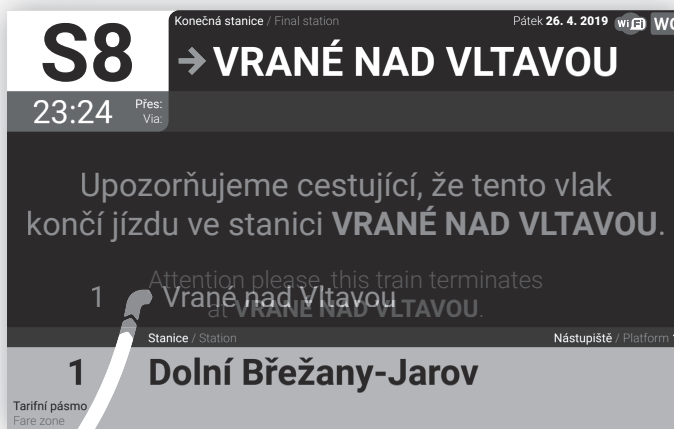 S8
Konečná stanice / Final station
Pátek 26. 4. 2019
WiFi
→ VRANÉ NAD VLTAVOU
23:24
Přes:
Via:
Upozorňujeme cestující, že tento vlak
končí jízdu ve stanici VRANÉ NAD VLTAVOU.
Attention please, this train terminates
at VRANÉ NAD VLTAVOU.
1 Vrané nad Vltavou
Stanice / Station
Nástupiště / Platform
1 Dolní Břežany-Jarov
Tarifní pásmo
Fare zone